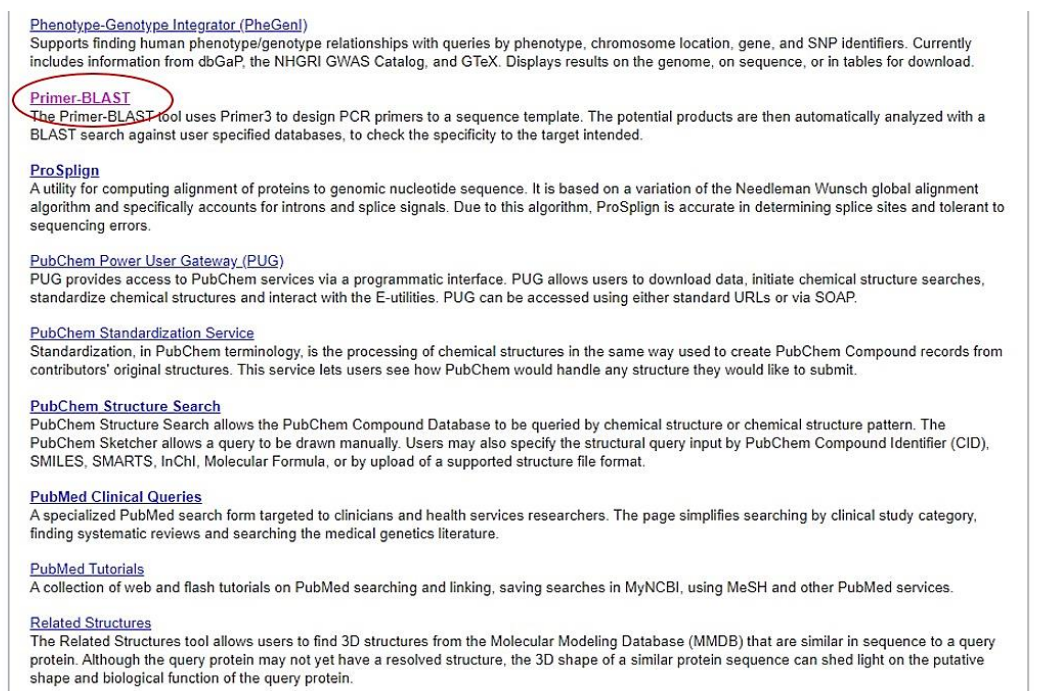 Phenotype-Genotype Integrator (PheGenI)
Supports finding human phenotype/genotype relationships with queries by phenotype, chromosome location, gene, and SNP identifiers. Currently
includes information from dbGaP, the NHGRI GWAS Catalog, and GTeX. Displays results on the genome, on sequence, or in tables for download.
Primer-BLAST
The Primer-BLAST tool uses Primer3 to design PCR primers to a sequence template. The potential products are then automatically analyzed with a
BLAST search against user specified databases, to check the specificity to the target intended.
ProSplign
A utility for computing alignment of proteins to genomic nucleotide sequence. It is based on a variation of the Needleman Wunsch global alignment
algorithm and specifically accounts for introns and splice signals. Due to this algorithm, ProSplign is accurate in determining splice sites and tolerant to
sequencing errors.
PubChem Power User Gateway (PUG)
PUG provides access to PubChem services via a programmatic interface. PUG allows users to download data, initiate chemical structure searches,
standardize chemical structures and interact with the E-utilities. PUG can be accessed using either standard URLs or via SOAP.
PubChem Standardization Service
Standardization, in PubChem terminology, is the processing of chemical structures in the same way used to create PubChem Compound records from
contributors' original structures. This service lets users see how PubChem would handle any structure they would like to submit.
PubChem Structure Search
PubChem Structure Search allows the PubChem Compound Database to be queried by chemical structure or chemical structure pattern. The
PubChem Sketcher allows a query to be drawn manually. Users may also specify the structural query input by PubChem Compound Identifier (CID),
SMILES, SMARTS, InChI, Molecular Formula, or by upload of a supported structure file format.
PubMed Clinical Queries
A specialized PubMed search form targeted to clinicians and health services researchers. The page simplifies searching by clinical study category,
finding systematic reviews and searching the medical genetics literature.
PubMed Tutorials
A collection of web and flash tutorials on PubMed searching and linking, saving searches in MyNCBI, using MeSH and other PubMed services.
Related Structures
The Related Structures tool allows users to find 3D structures from the Molecular Modeling Database (MMDB) that are similar in sequence to a query
protein. Although the query protein may not yet have a resolved structure, the 3D shape of a similar protein sequence can shed light on the putative
shape and biological function of the query protein.